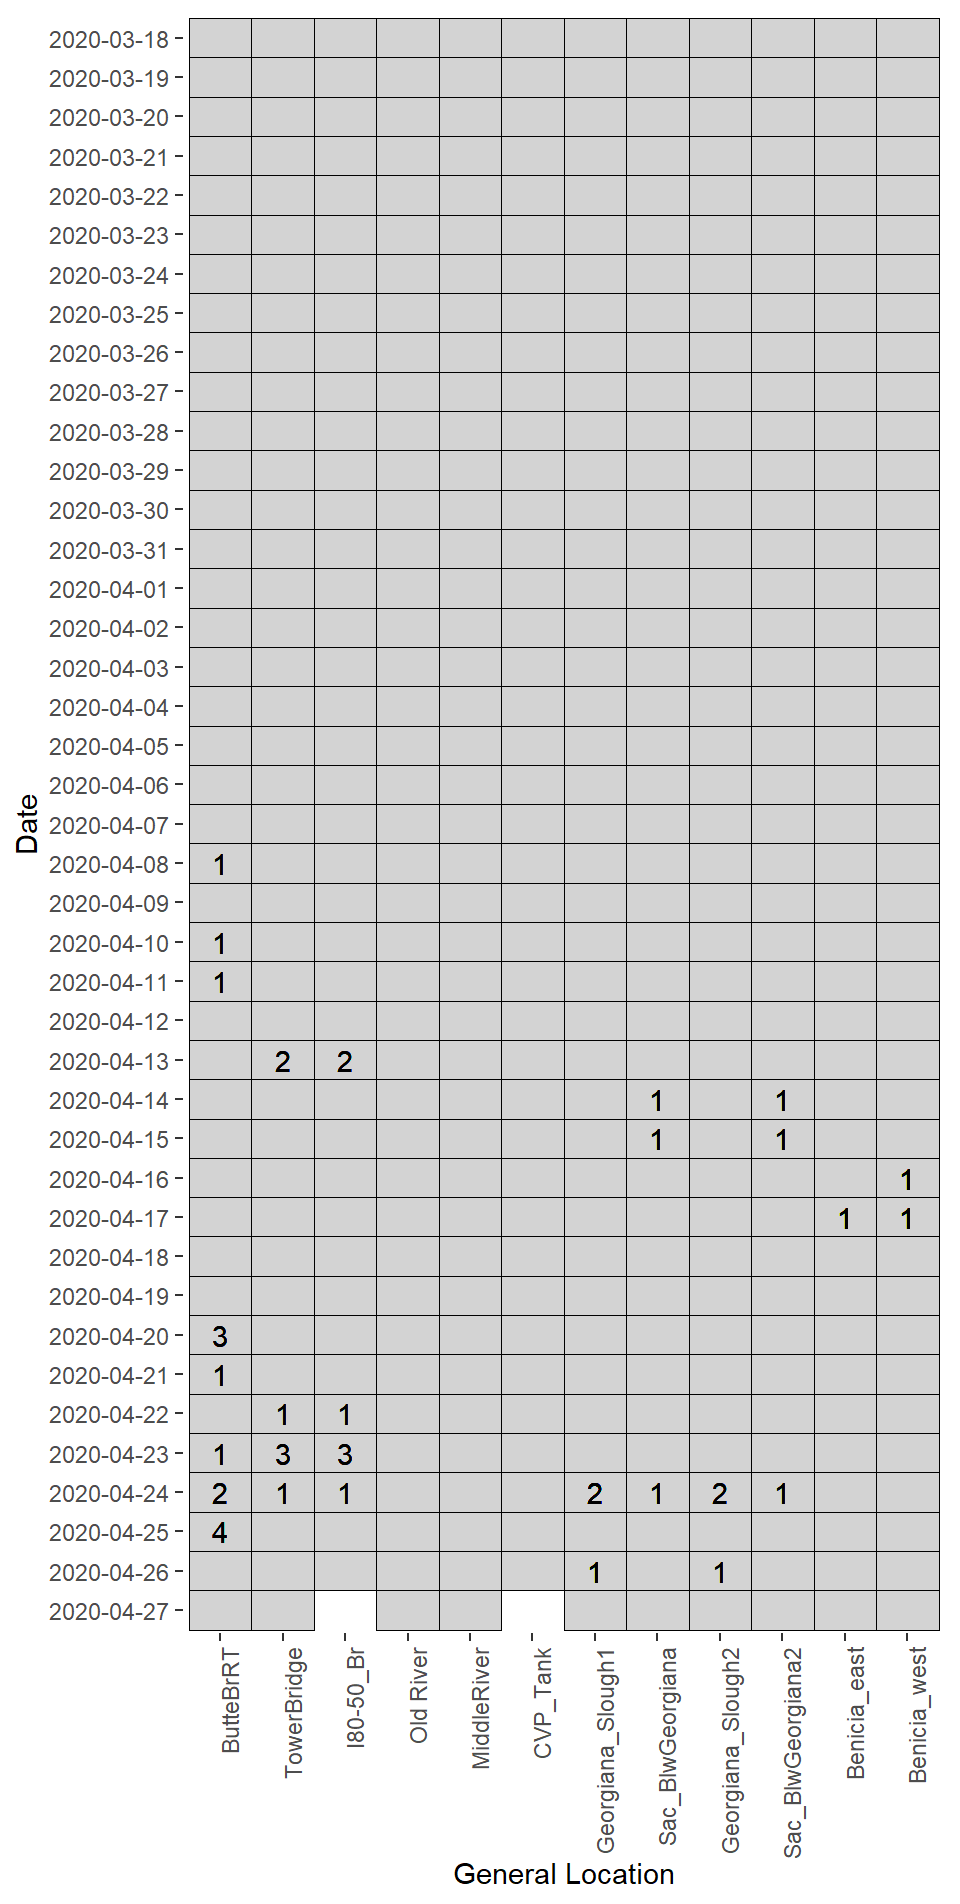 2020-03-18
2020-03-19
2020-03-20
2020-03-21
2020-03-22
2020-03-23
2020-03-24
2020-03-25
2020-03-26
2020-03-27
2020-03-28
2020-03-29
2020-03-30
2020-03-31
2020-04-01
2020-04-02
2020-04-03
2020-04-04
2020-04-05
2020-04-06
2020-04-07
2020-04-08 1
2020-04-09
2020-04-10 1
2020-04-11 1
2020-04-12
2020-04-13 2 2
2020-04-14 1 1
2020-04-15 1 1
2020-04-16 1
2020-04-17 1 1
2020-04-18
2020-04-19
2020-04-20 3
2020-04-21 1
2020-04-22 1 1
2020-04-23 1 3 3
2020-04-24 2 1 1 2 1 2 1
2020-04-25 4
2020-04-26 1 1
2020-04-27
Date
ButteBrRT
TowerBridge
I80-50_Br
Old River
MiddleRiver
CVP_Tank
Georgiana_Slough1
Sac_BlwGeorgiana
Georgiana_Slough2
Sac_BlwGeorgiana2
Benicia_east
Benicia_west
General Location